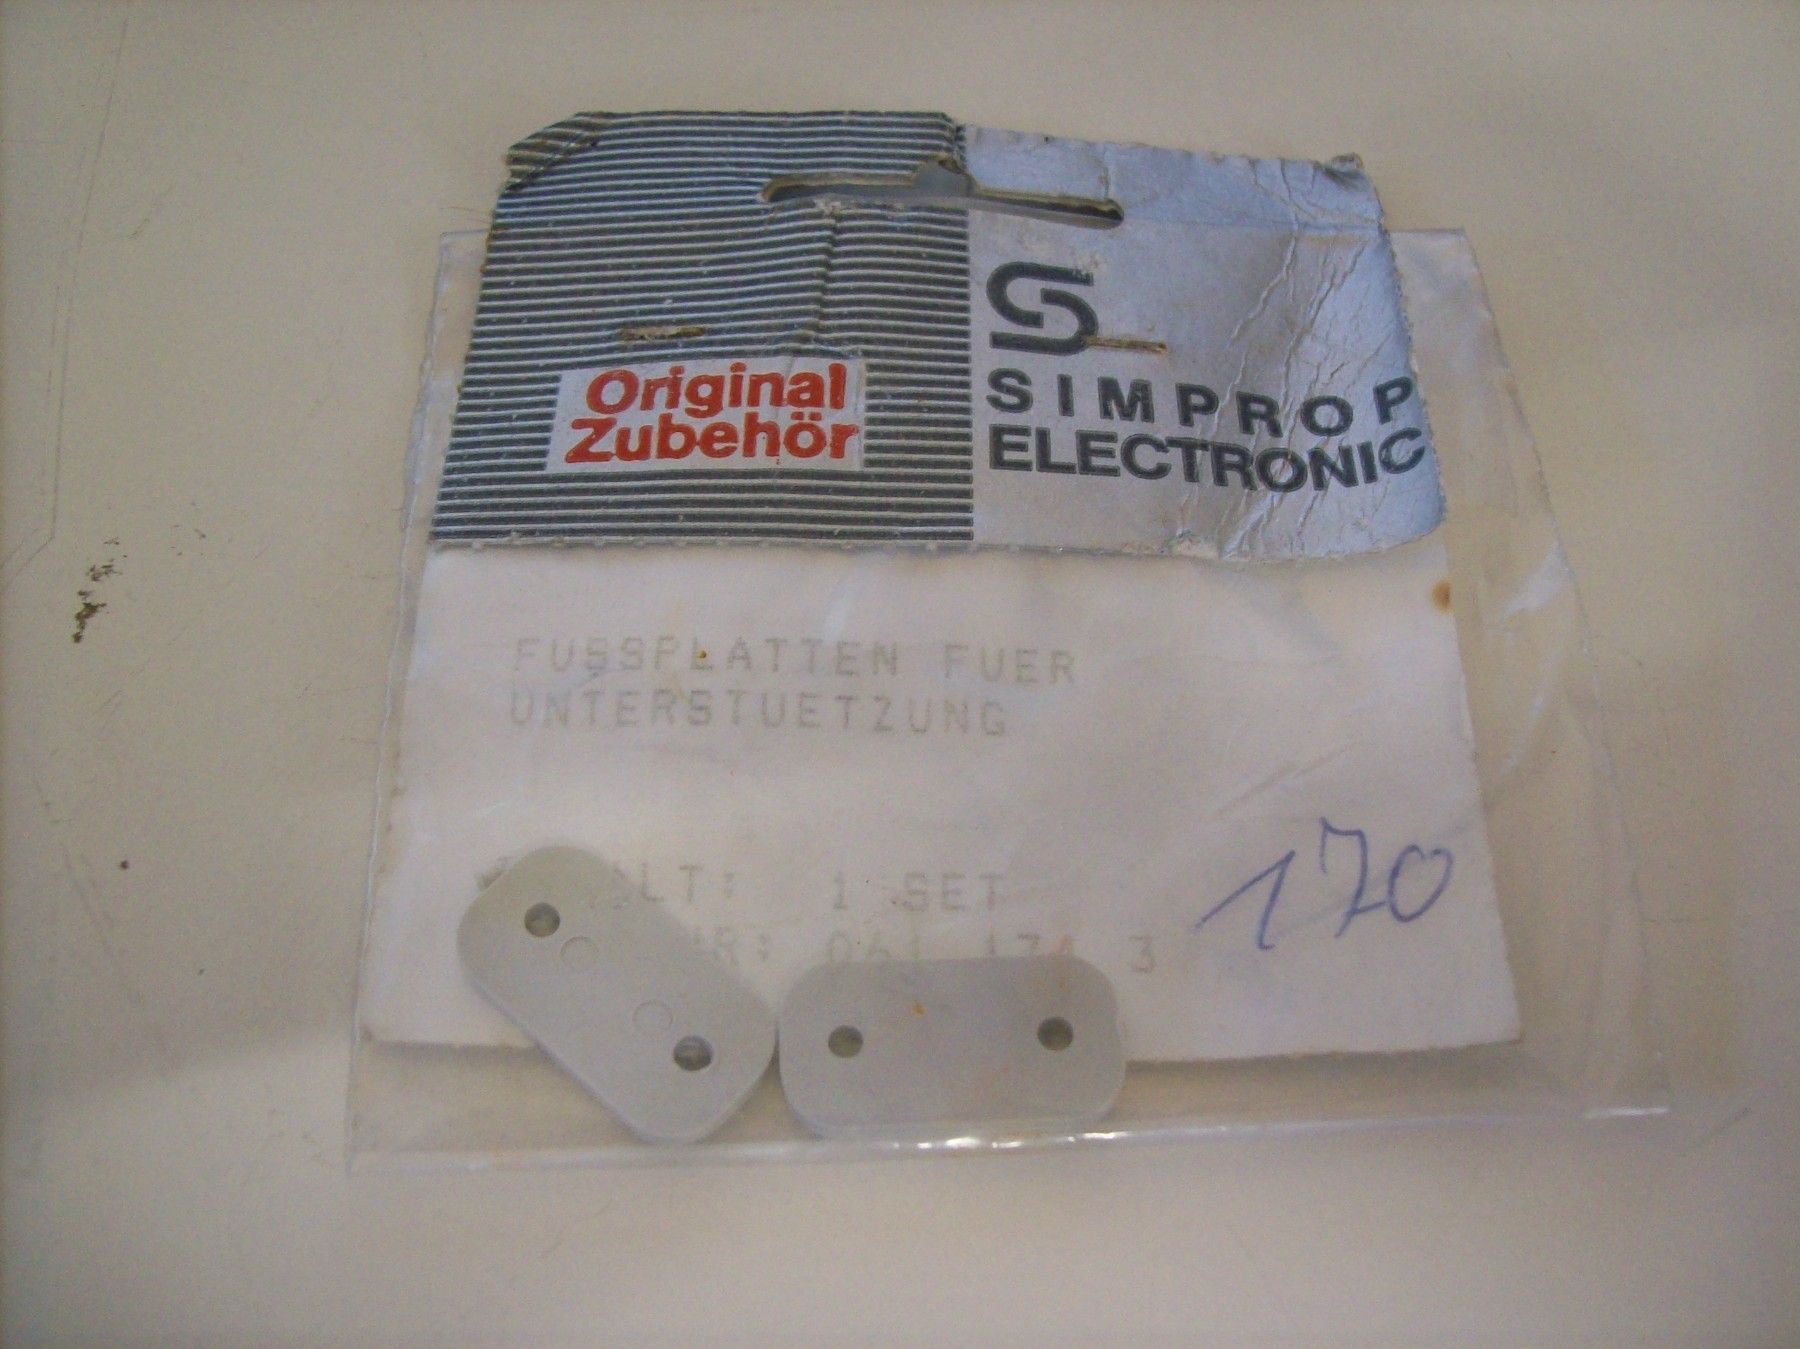 SIMPROP
ELECTRONIC
Original
Zubehör
FUSSPLATTEN FUER
UNTERSTUETZUNG
1 SET
170